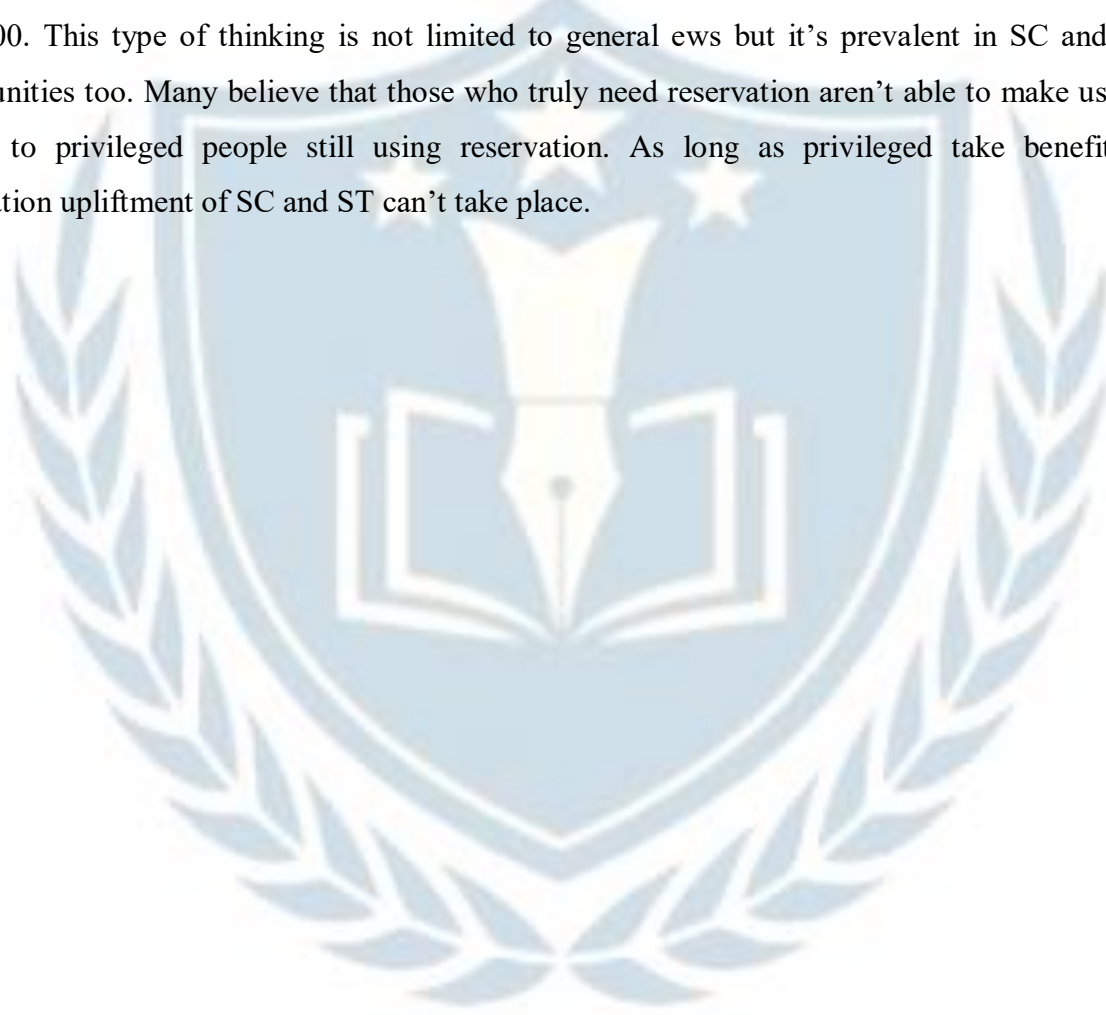 00. This type of thinking is not limited to general ews but it's prevalent in SC and
unities too. Many believe that those who truly need reservation aren't able to make us
to privileged people still using reservation. As long as privileged take benefit
ation upliftment of SC and ST can't take place.